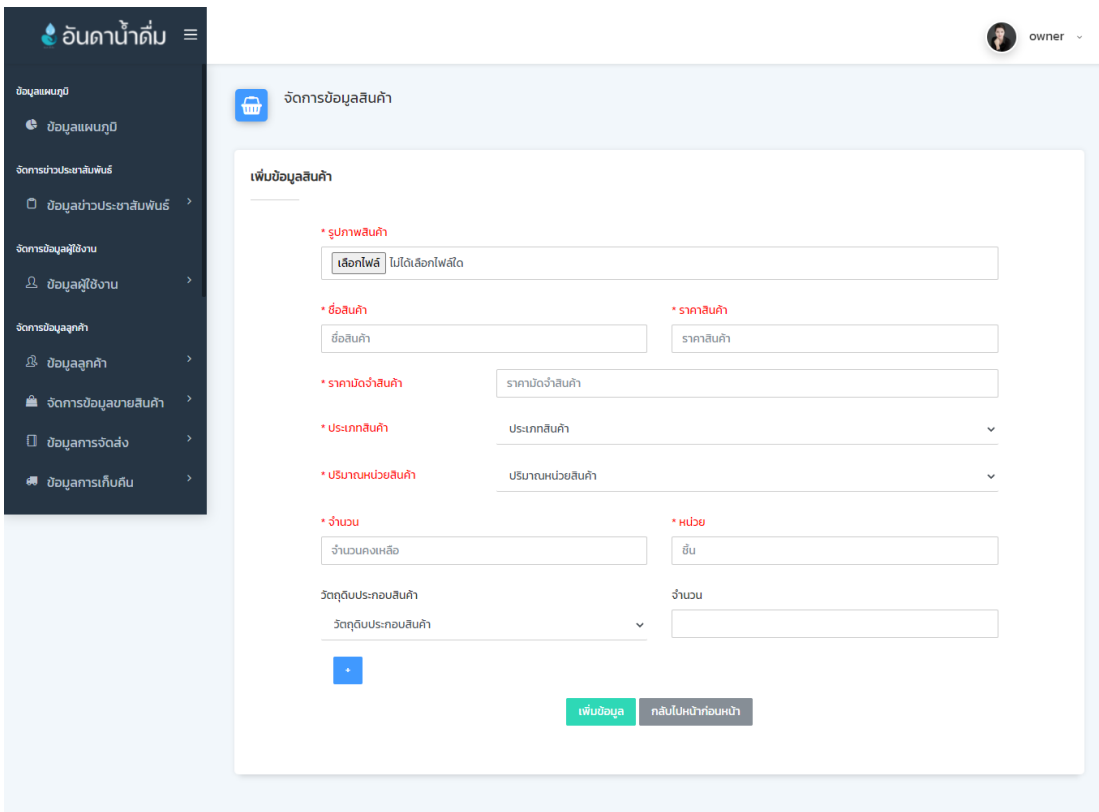 อันดาน้ำดื่ม
owner
ข้อมูลแผนภูมิ
ข้อมูลแผนภูมิ
จัดการข่าวประชาสัมพันธ์
ข้อมูลข่าวประชาสัมพันธ์
จัดการข้อมูลผู้ใช้งาน
ข้อมูลผู้ใช้งาน
จัดการข้อมูลลูกค้า
ข้อมูลลูกค้า
จัดการข้อมูลขายสินค้า
ข้อมูลการจัดส่ง
ข้อมูลการเก็บคืน
จัดการข้อมูลสินค้า
เพิ่มข้อมูลสินค้า
* รูปภาพสินค้า
เลือกไฟล์ ไม่ได้เลือกไฟล์ใด
* ชื่อสินค้า * ราคาสินค้า
ชื่อสินค้า ราคาสินค้า
* ราคามัดจำสินค้า ราคามัดจำสินค้า
* ประเภทสินค้า ประเภทสินค้า
* ปริมาณหน่วยสินค้า ปริมาณหน่วยสินค้า
* จำนวน * หน่วย
จำนวนคงเหลือ ชิ้น
วัตถุดิบประกอบสินค้า จำนวน
วัตถุดิบประกอบสินค้า
+
เพิ่มข้อมูล กลับไปหน้าก่อนหน้า